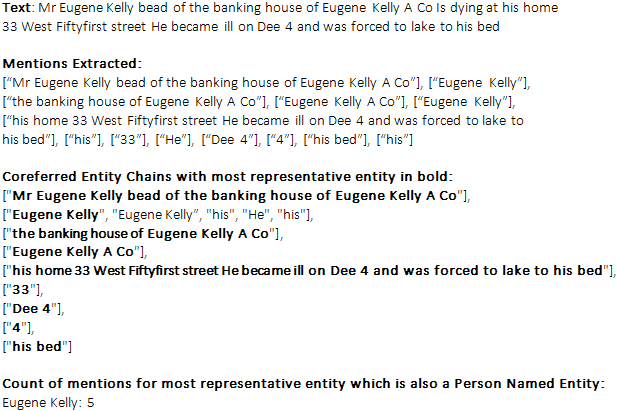 Text: Mr Eugene Kelly bead of the banking house of Eugene Kelly A Co Is dying at his home
33 West Fiftyfirst street He became ill on Dee 4 and was forced to lake to his bed
Mentions Extracted:
["Mr Eugene Kelly bead of the banking house of Eugene Kelly A Co"], ["Eugene Kelly"],
["the banking house of Eugene Kelly A Co"], ["Eugene Kelly A Co"], ["Eugene Kelly"],
["his home 33 West Fiftyfirst street He became ill on Dee 4 and was forced to lake to
his bed"], ["his"], ["33"], ["He"], ["Dee 4"], ["4"], ["his bed"], ["his"]
Coreferred Entity Chains with most representative entity in bold:
["Mr Eugene Kelly bead of the banking house of Eugene Kelly A Co"],
["Eugene Kelly", "Eugene Kelly", "his", "He", "his"],
["the banking house of Eugene Kelly A Co"],
["Eugene Kelly A Co"],
["his home 33 West Fiftyfirst street He became ill on Dee 4 and was forced to lake to his bed"],
["33"],
["Dee 4"],
["4"],
["his bed"]
Count of mentions for most representative entity which is also a Person Named Entity:
Eugene Kelly: 5